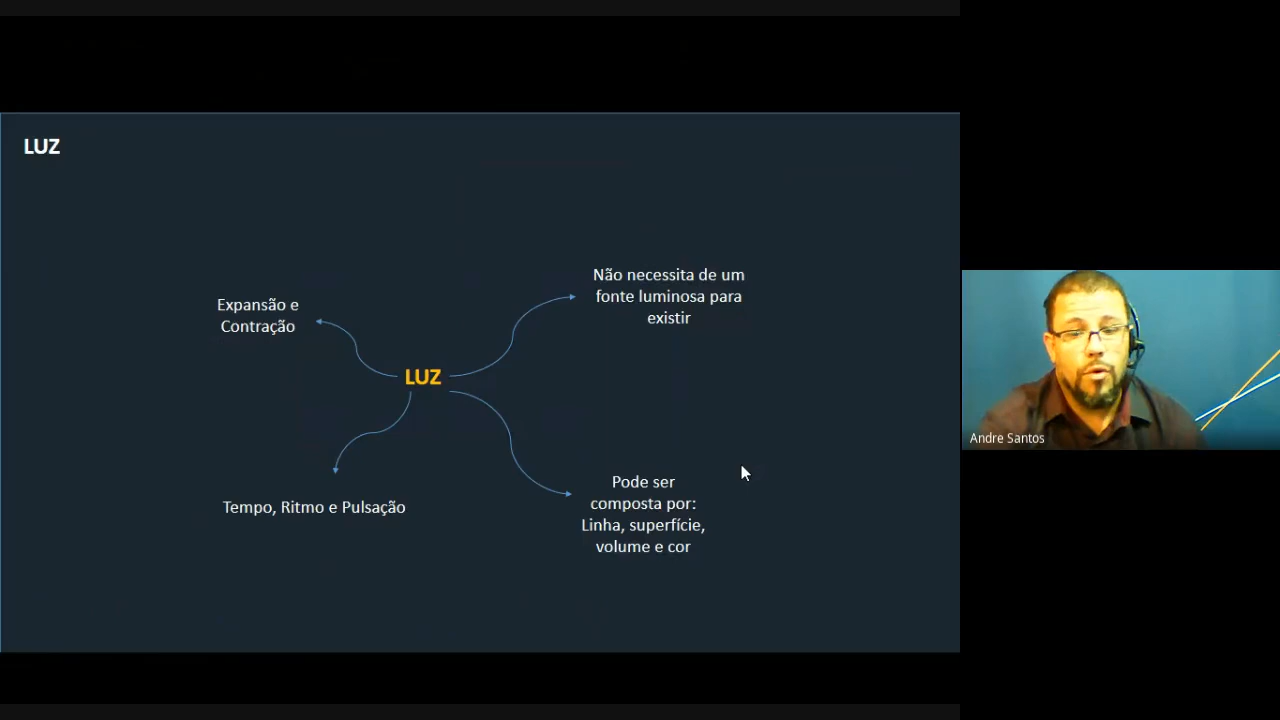 LUZ
Não necessita de um
fonte luminosa para
existir
Expansão e
Contração
LUZ
Pode ser
composta por:
Linha, superfície,
volume e cor
Tempo, Ritmo e Pulsação
Andre Santos